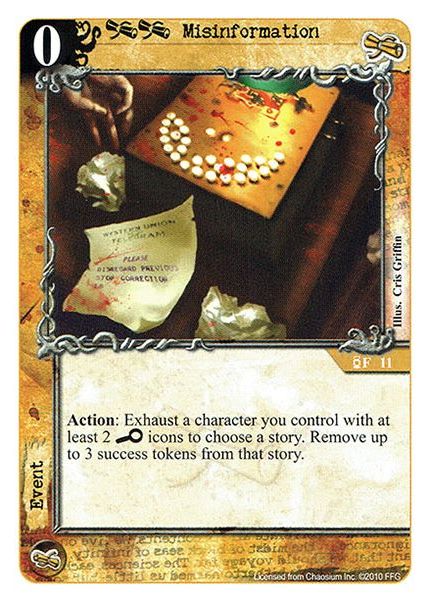 0
Misinformation
WESTERN UNION
TELEGRAM
PLEASE
DISREGARD PREVIOUS
STOP CORRECTION
Illus. Cris Griffin
F 11
Action: Exhaust a character you control with at
least 2 icons to choose a story. Remove up
to 3 success tokens from that story.
Event
Licensed from Chaosium Inc. ©2010 FFG